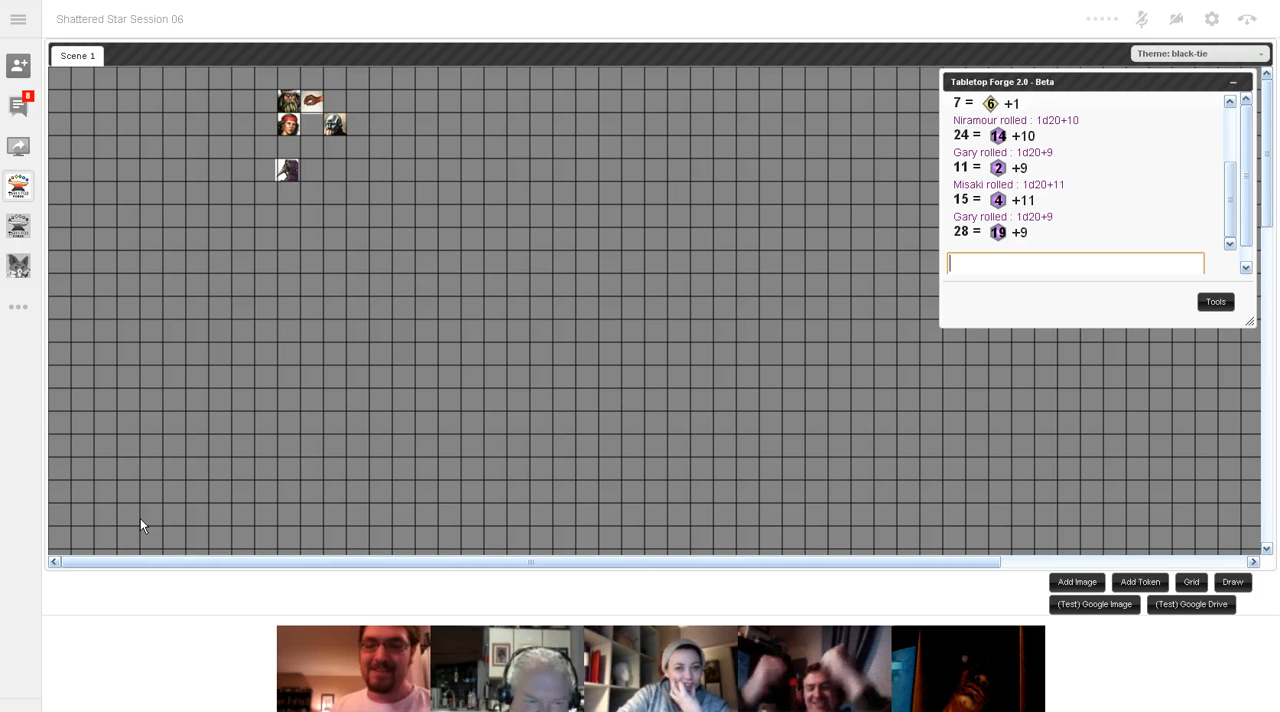 Shattered Star Session 06
8
Scene 1
Theme: black-tie
Tabletop Forge 2.0 - Beta
7 = 6 +1
Niramour rolled : 1d20+10
24 = 14 +10
Gary rolled : 1d20+9
11 = 2 +9
Misaki rolled : 1d20+11
15 = 4 +11
Gary rolled : 1d20+9
28 = 19 +9
Tools
Add Image
Add Token
Grid
Draw
(Test) Google Image
(Test) Google Drive